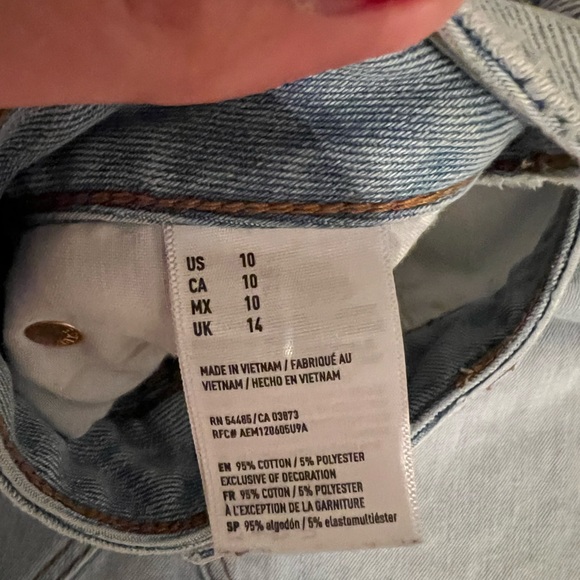 US 10
CA 10
MX 10
UK 14
MADE IN VIETNAM / FABRIQUÉ AU
VIETNAM / HECHO EN VIETNAM
RN 54485/CA 03873
RFC# AEM120605U9A
EN 95% COTTON / 5% POLYESTER
EXCLUSIVE OF DECORATION
FR 95% COTON / 5% POLYESTER
À L'EXCEPTION DE LA GARNITURE
SP 95% algodón / 5% elastamultiéster